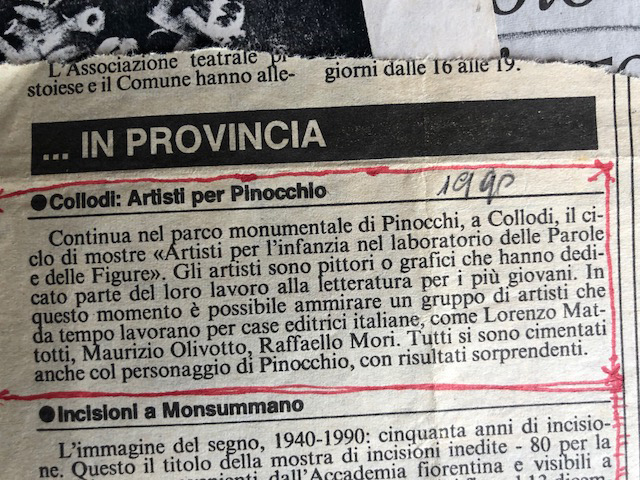 L'Associazione teatrale pi-
stoiese e il Comune hanno alle-
giorni dalle 16 alle 19.
... IN PROVINCIA
●Collodi: Artisti per Pinocchio 1990
Continua nel parco monumentale di Pinocchi, a Collodi, il ci-
clo di mostre «Artisti per l'infanzia nel laboratorio delle Parole
e delle Figure». Gli artisti sono pittori o grafici che hanno dedi-
cato parte del loro lavoro alla letteratura per i più giovani. In
questo momento è possibile ammirare un gruppo di artisti che
da tempo lavorano per case editrici italiane, come Lorenzo Mat-
totti, Maurizio Olivotto, Raffaello Mori. Tutti si sono cimentati
anche col personaggio di Pinocchio, con risultati sorprendenti.
●Incisioni a Monsummano
L'immagine del segno, 1940-1990: cinquanta anni di incisio-
ne. Questo il titolo della mostra di incisioni inedite - 80 per la
dall'Accademia fiorentina e visibili a